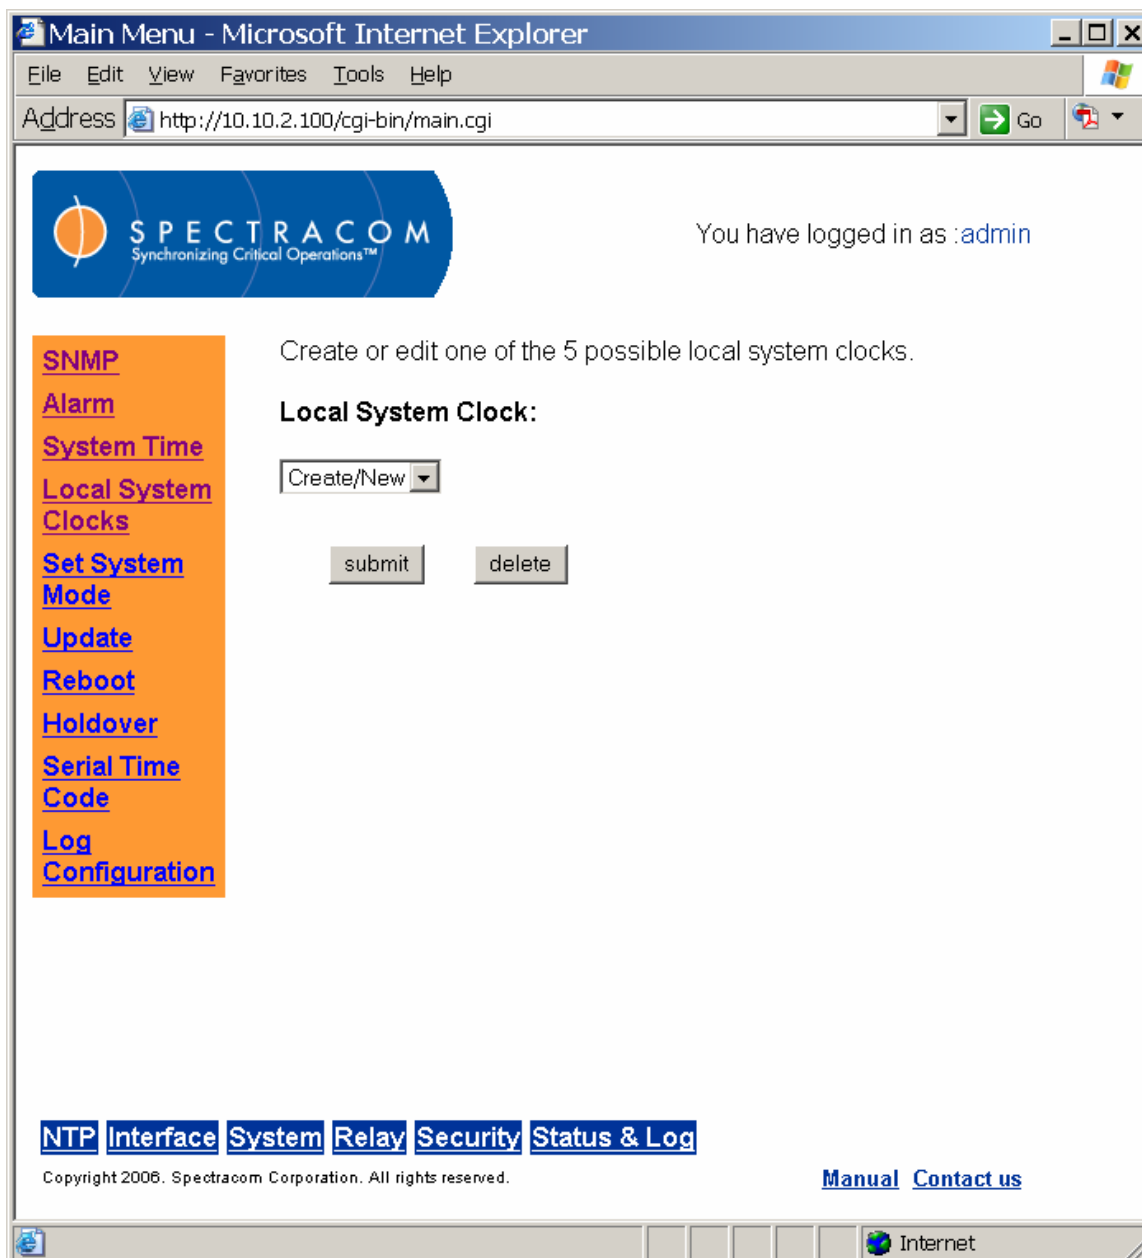 Main Menu - Microsoft Internet Explorer
File Edit View Favorites Tools Help
Address http://10.10.2.100/cgi-bin/main.cgi Go
SPECTRACOM
Synchronizing Critical Operations™
You have logged in as :admin
Create or edit one of the 5 possible local system clocks.
Local System Clock:
Create/New
submit delete
SNMP
Alarm
System Time
Local System
Clocks
Set System
Mode
Update
Reboot
Holdover
Serial Time
Code
Log
Configuration
NTP Interface System Relay Security Status & Log
Copyright 2006. Spectracom Corporation. All rights reserved.
Manual Contact us
Internet